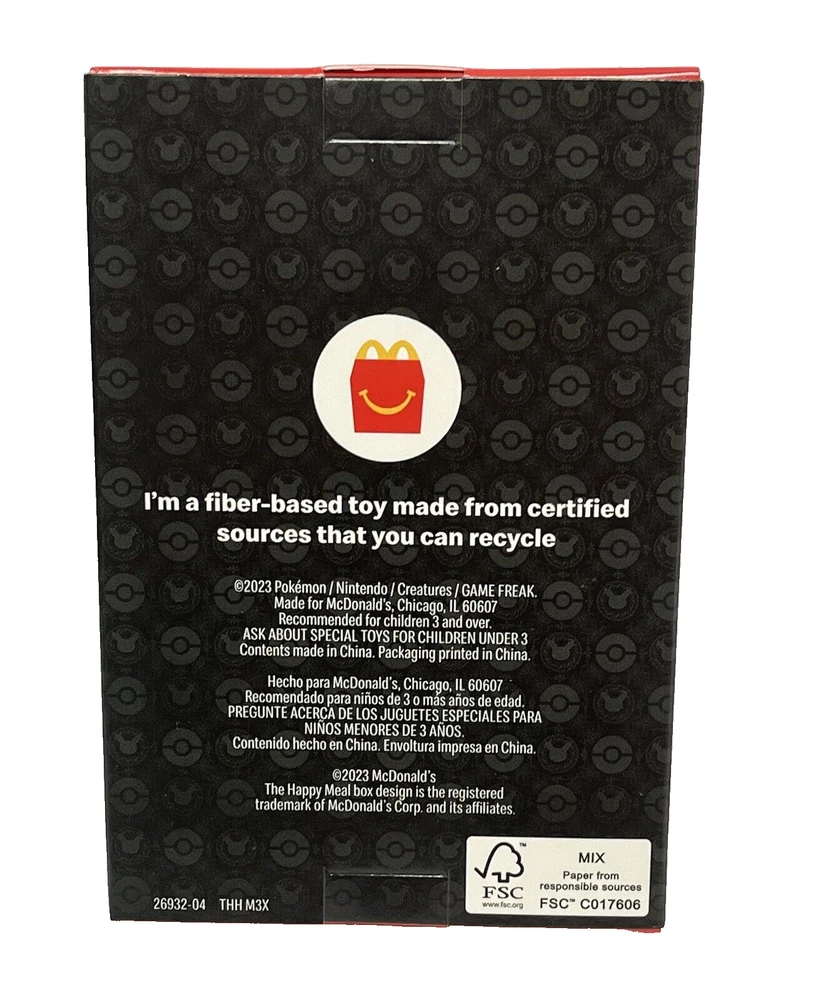 I'm a fiber-based toy made from certified
sources that you can recycle
©2023 Pokémon / Nintendo / Creatures / GAME FREAK.
Made for McDonald's, Chicago, IL 60607
Recommended for children 3 and over.
ASK ABOUT SPECIAL TOYS FOR CHILDREN UNDER 3
Contents made in China. Packaging printed in China.
Hecho para McDonald's, Chicago, IL 60607
Recomendado para niños de 3 o más años de edad.
PREGUNTE ACERCA DE LOS JUGUETES ESPECIALES PARA
NIÑOS MENORES DE 3 AÑOS.
Contenido hecho en China. Envoltura impresa en China.
©2023 McDonald's
The Happy Meal box design is the registered
trademark of McDonald's Corp. and its affiliates.
26932-04 THH M3X
™
FSC
www.fsc.org
MIX
Paper from
responsible sources
FSC™ C017606